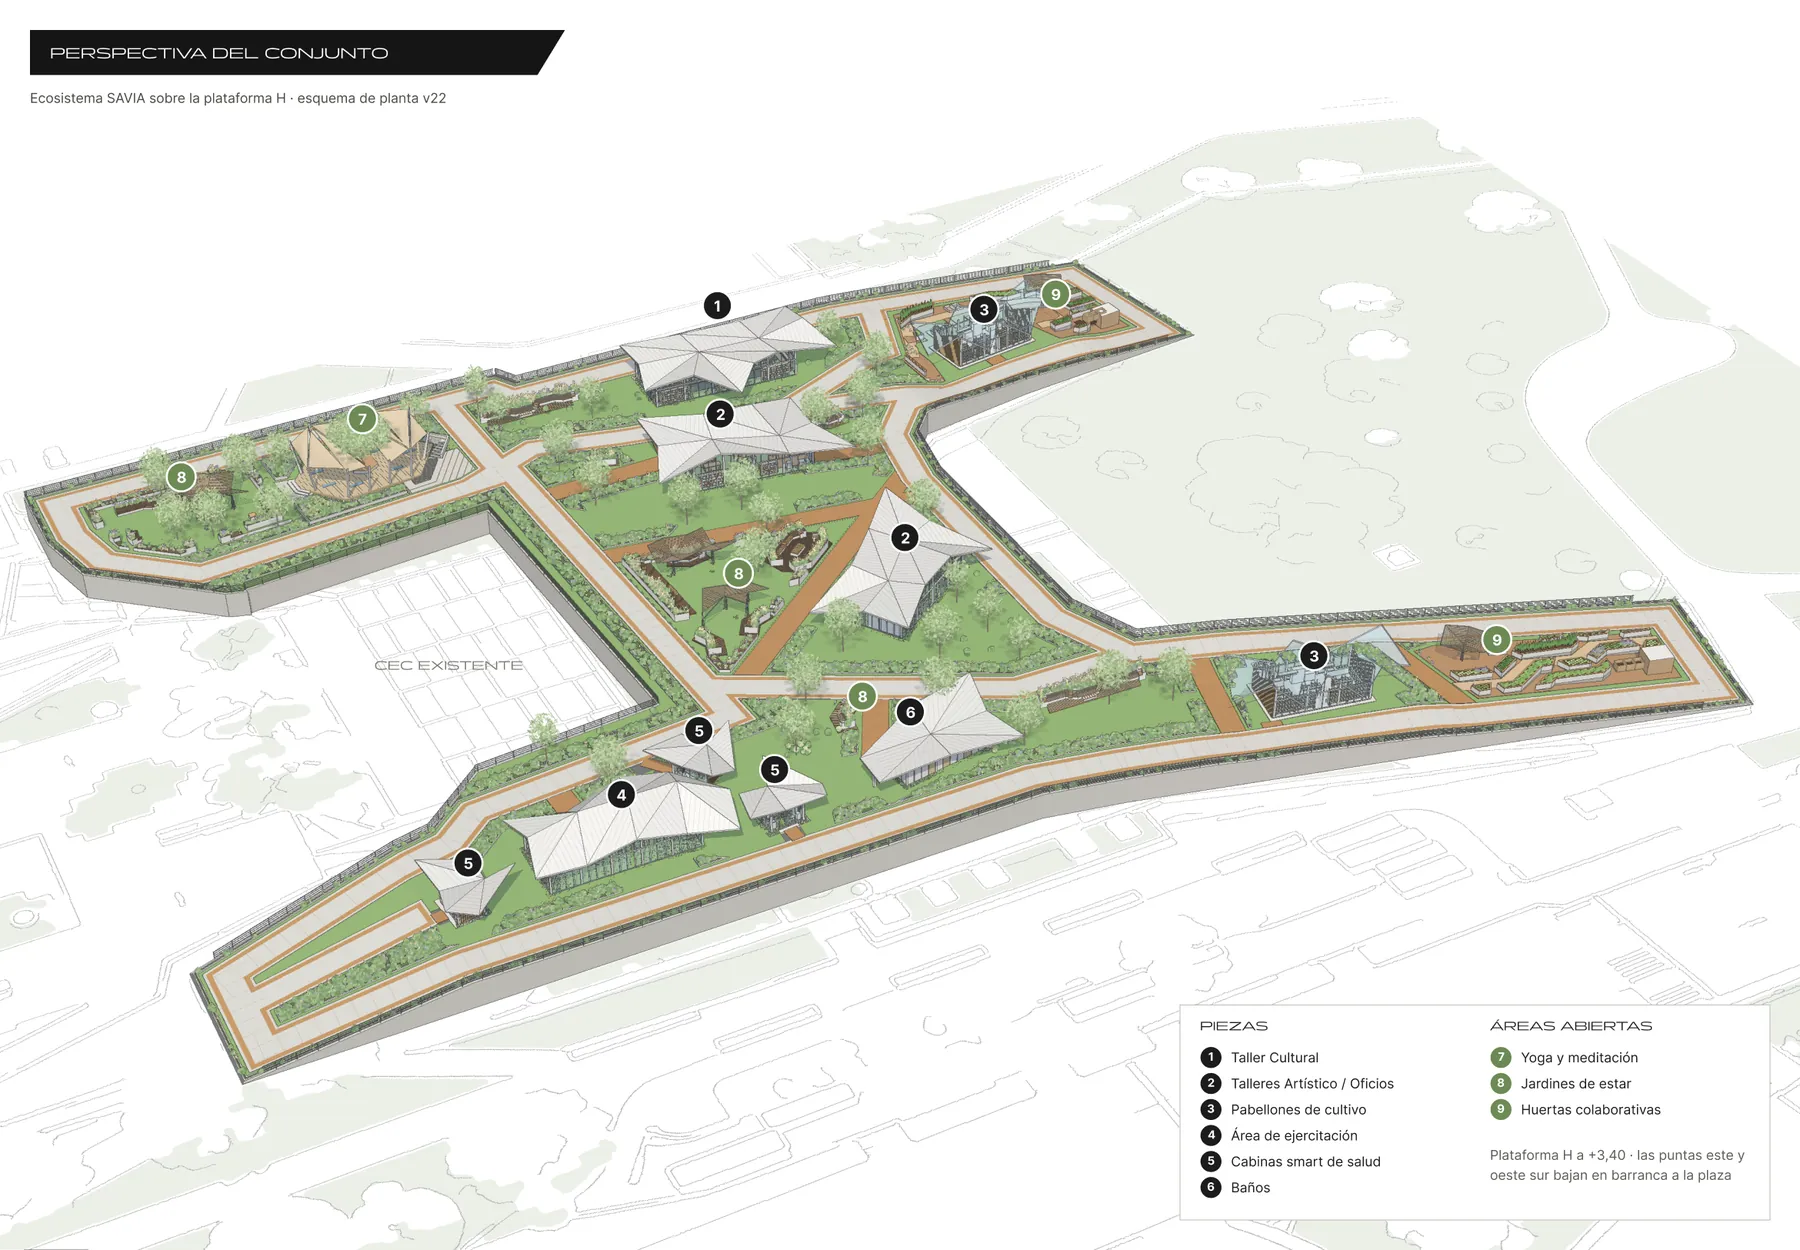 PERSPECTIVA DEL CONJUNTO
Ecosistema SAVIA sobre la plataforma H · esquema de planta v22
1
3
9
2
7
8
2
8
CEC EXISTENTE
3
9
8
6
5
5
4
5
PIEZAS
1 Taller Cultural
2 Talleres Artístico / Oficios
3 Pabellones de cultivo
4 Área de ejercitación
5 Cabinas smart de salud
6 Baños
ÁREAS ABIERTAS
7 Yoga y meditación
8 Jardines de estar
9 Huertas colaborativas
Plataforma H a +3,40 · las puntas este y
oeste sur bajan en barranca a la plaza